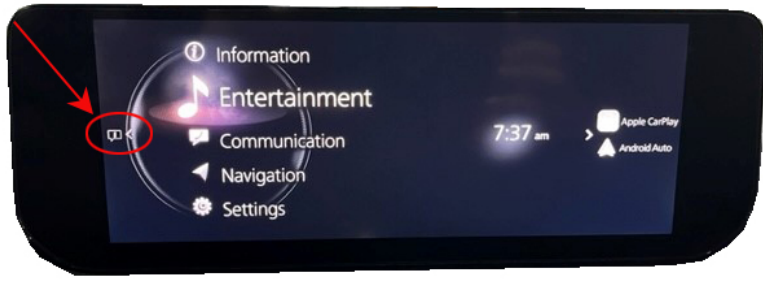 Information
Entertainment
Communication
Navigation
Settings
7:37 am
Apple CarPlay
Android Auto